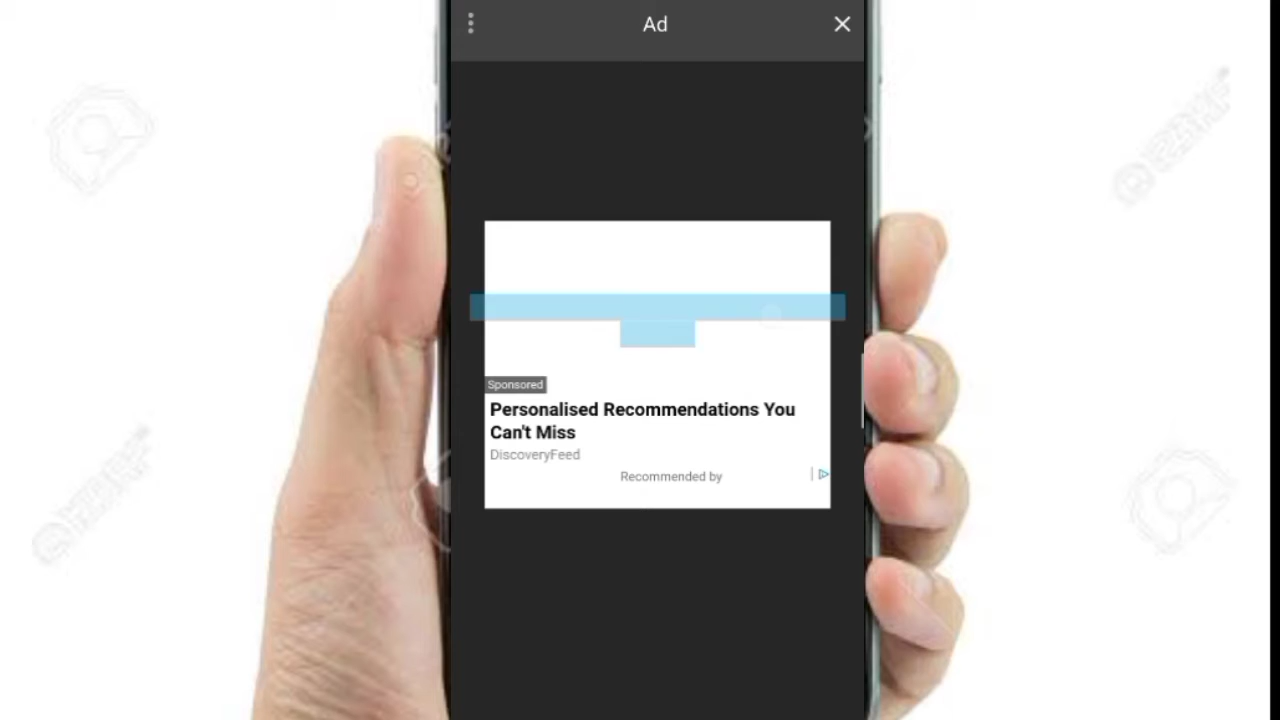 Ad
Sponsored
Personalised Recommendations You
Can't Miss
DiscoveryFeed
Recommended by